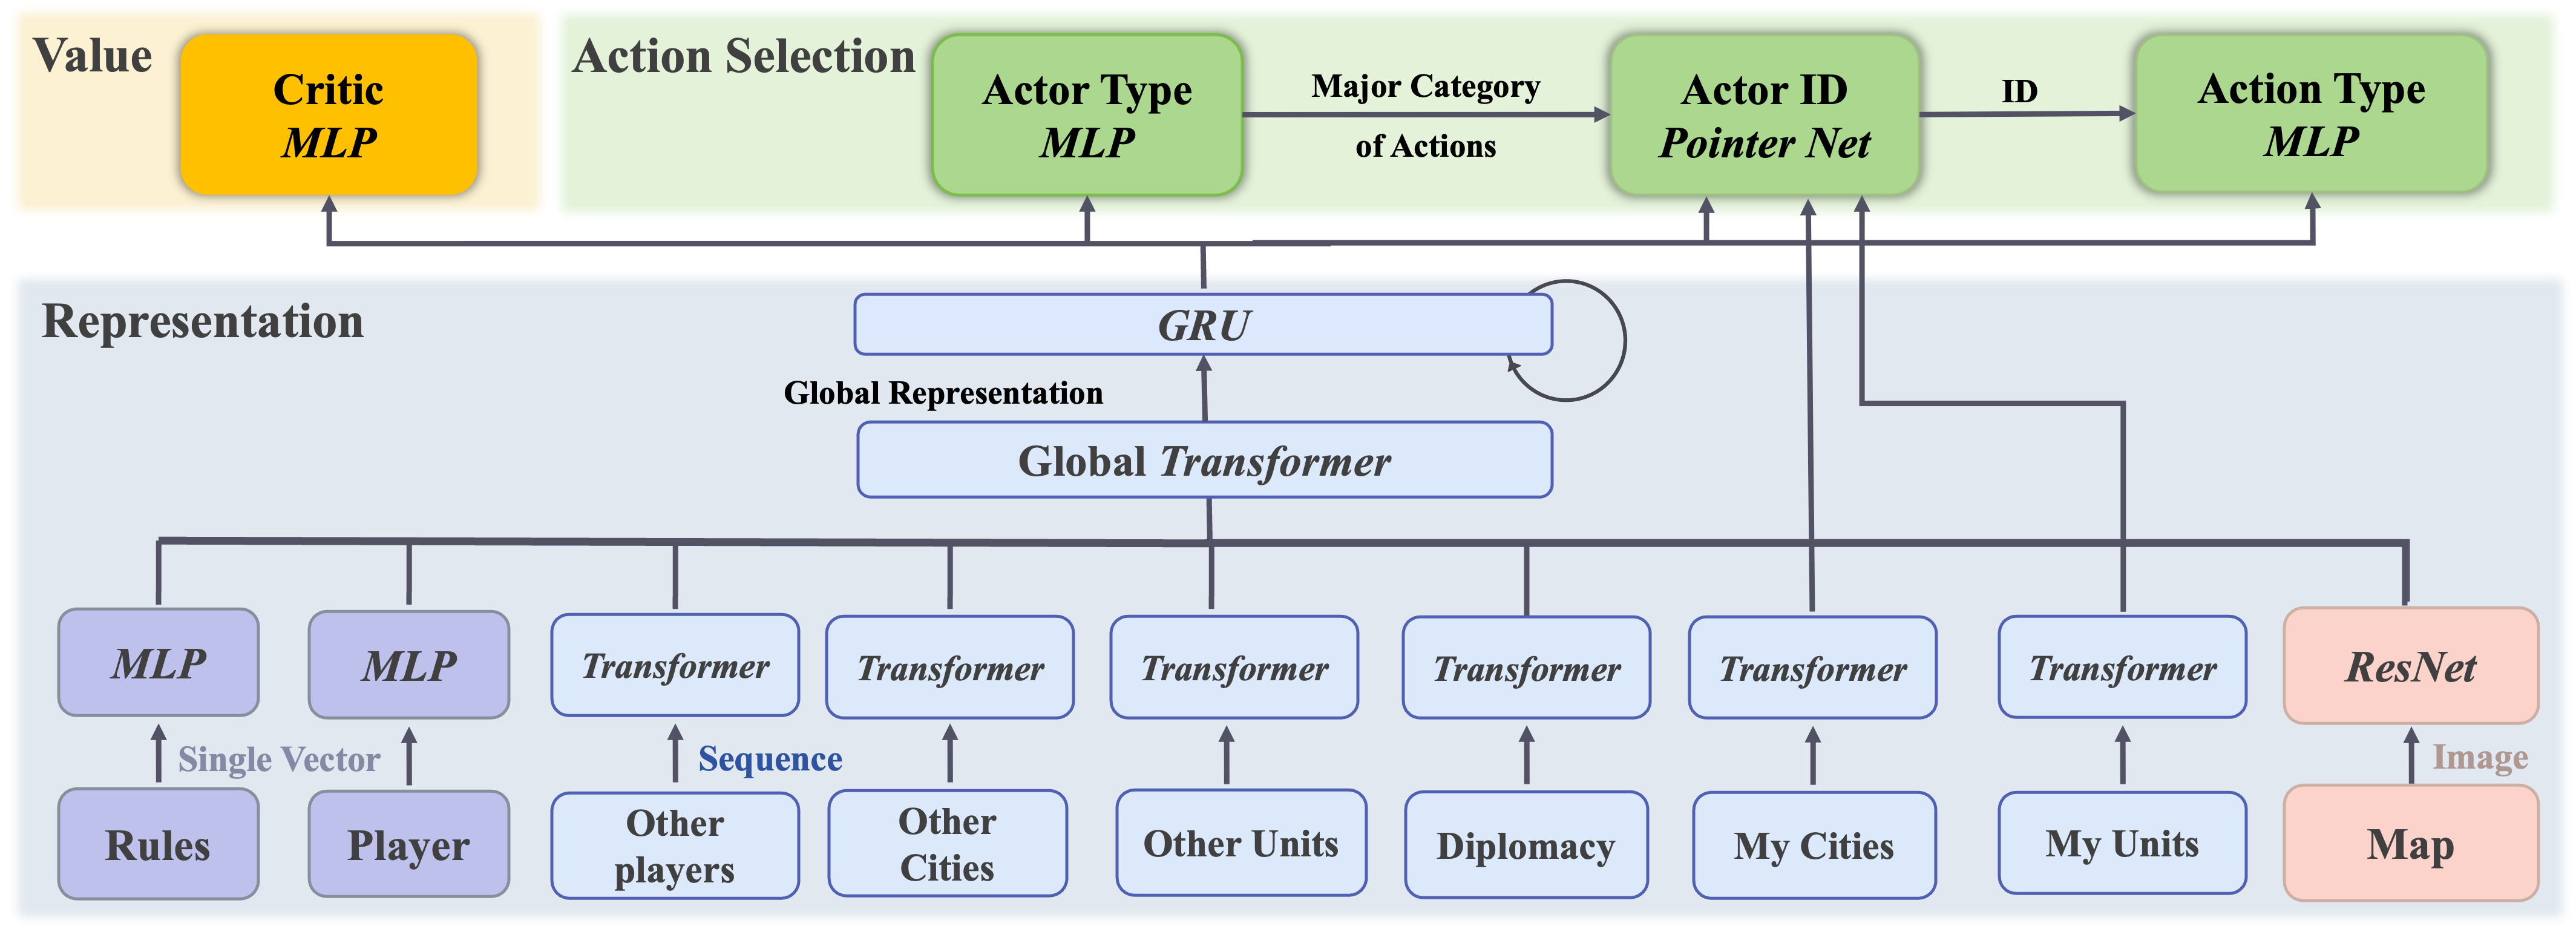 Value
Critic
MLP
Action Selection
Actor Type
MLP
Major Category
of Actions
Actor ID
Pointer Net
ID
Action Type
MLP
Representation
GRU
Global Representation
Global Transformer
MLP
MLP
Transformer
Transformer
Transformer
Transformer
Transformer
Transformer
ResNet
Single Vector
Sequence
Image
Rules
Player
Other
players
Other
Cities
Other Units
Diplomacy
My Cities
My Units
Map